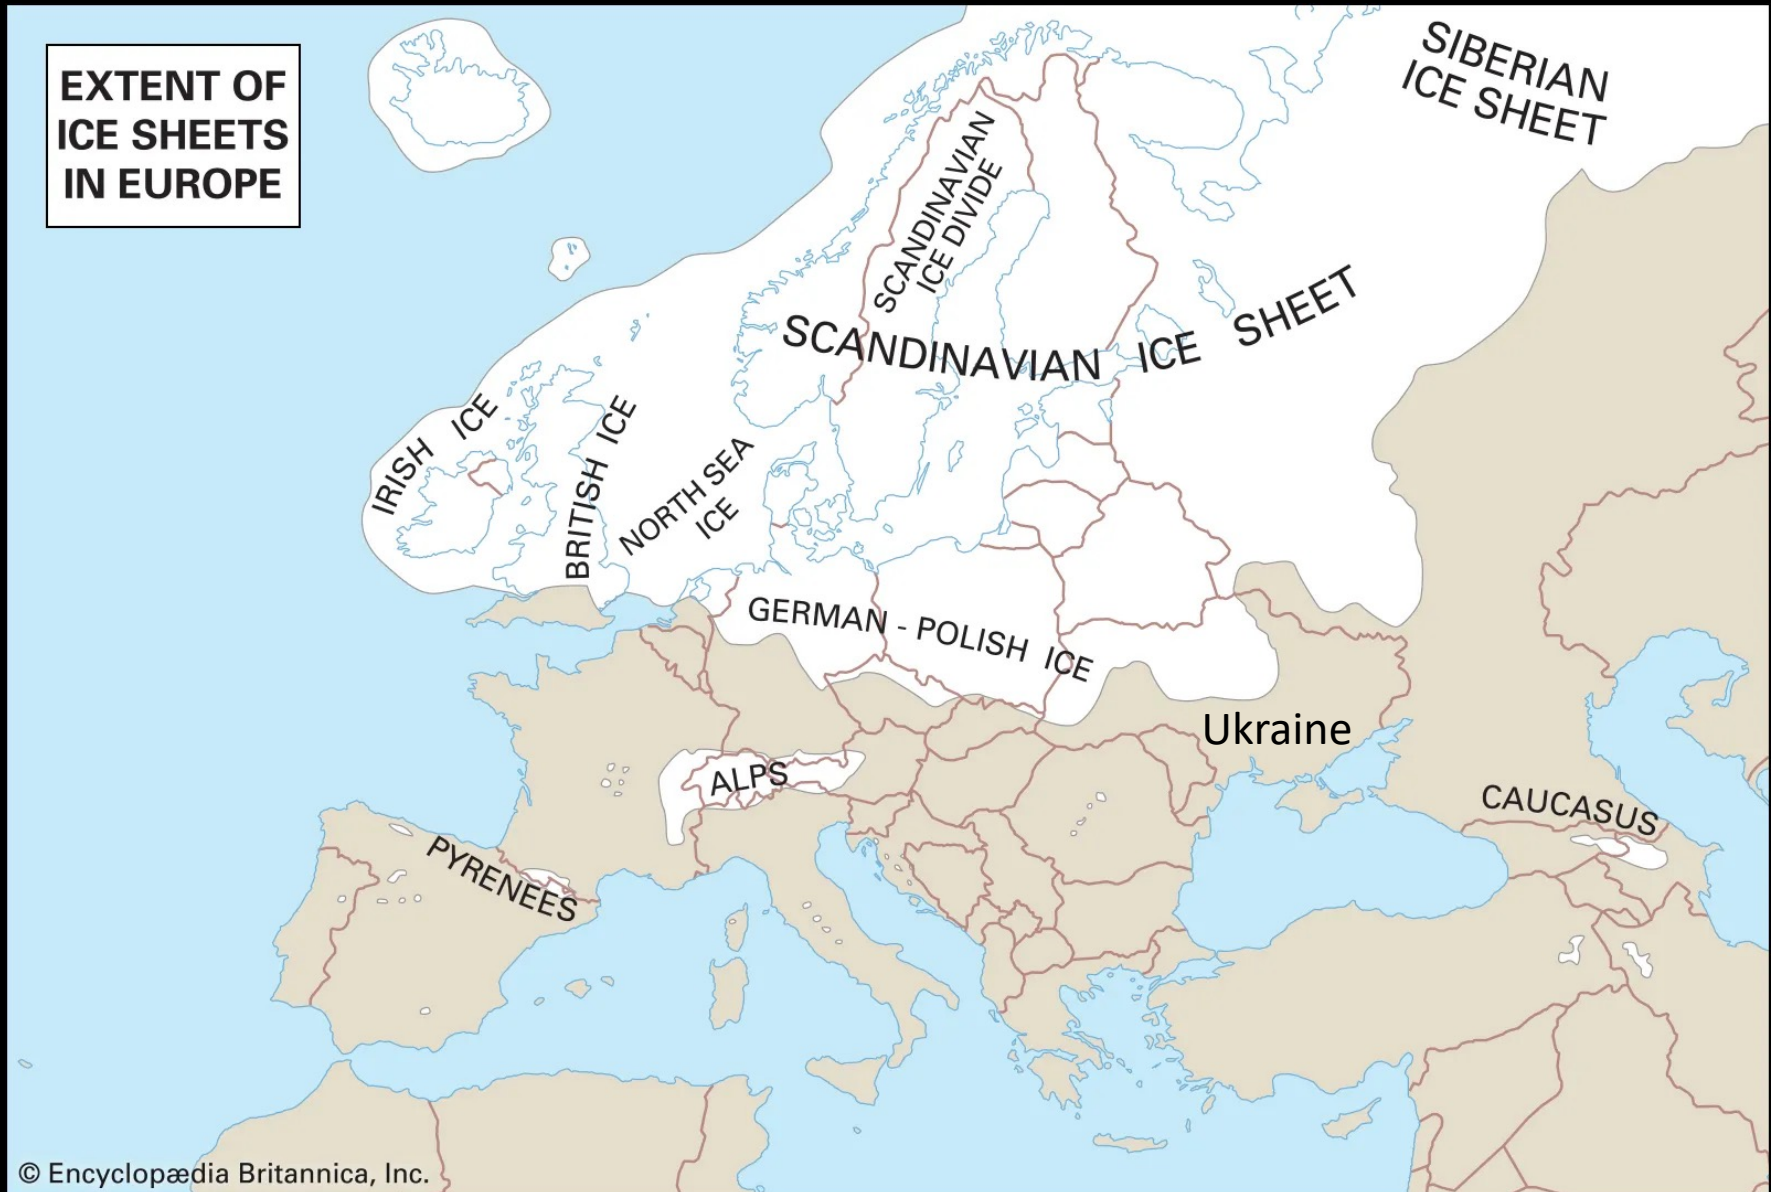 EXTENT OF
ICE SHEETS
IN EUROPE
SIBERIAN
ICE SHEET
SCANDINAVIAN
ICE DIVIDE
SCANDINAVIAN ICE SHEET
IRISH ICE
BRITISH ICE
NORTH SEA
ICE
GERMAN - POLISH ICE
Ukraine
ALPS
CAUCASUS
PYRENEES
© Encyclopædia Britannica, Inc.